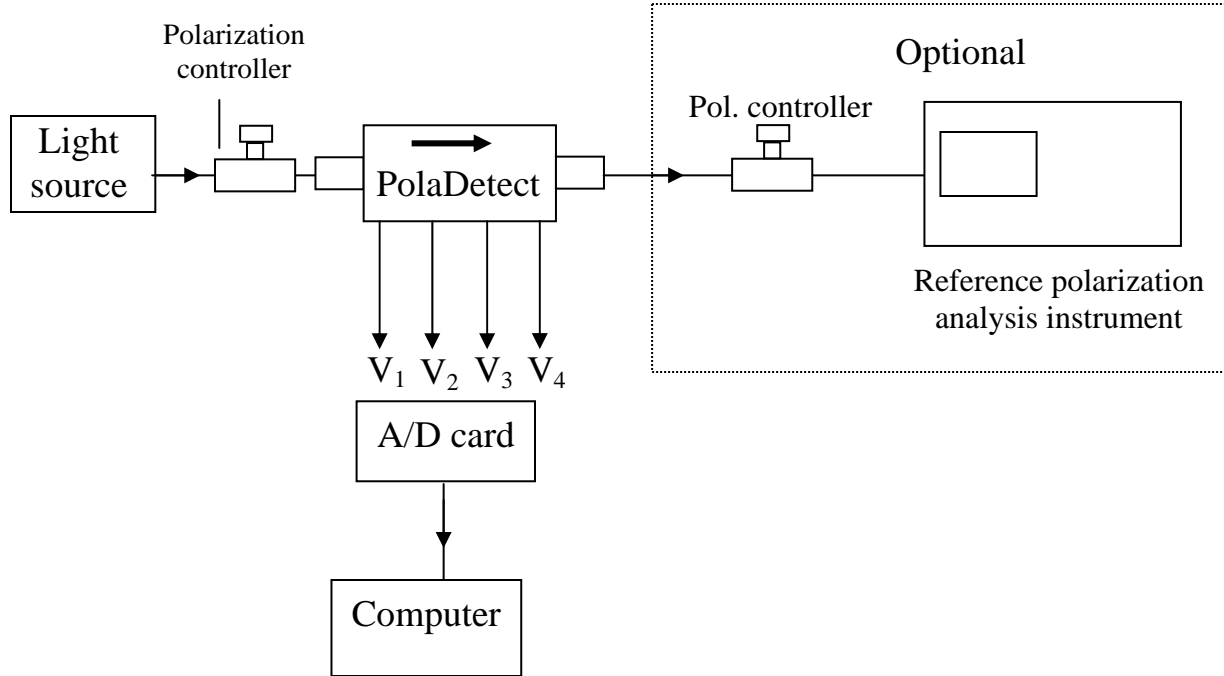 Polarization
controller
Optional
Pol. controller
Light
source
PolaDetect
Reference polarization
analysis instrument
V1 V2 V3 V4
A/D card
Computer